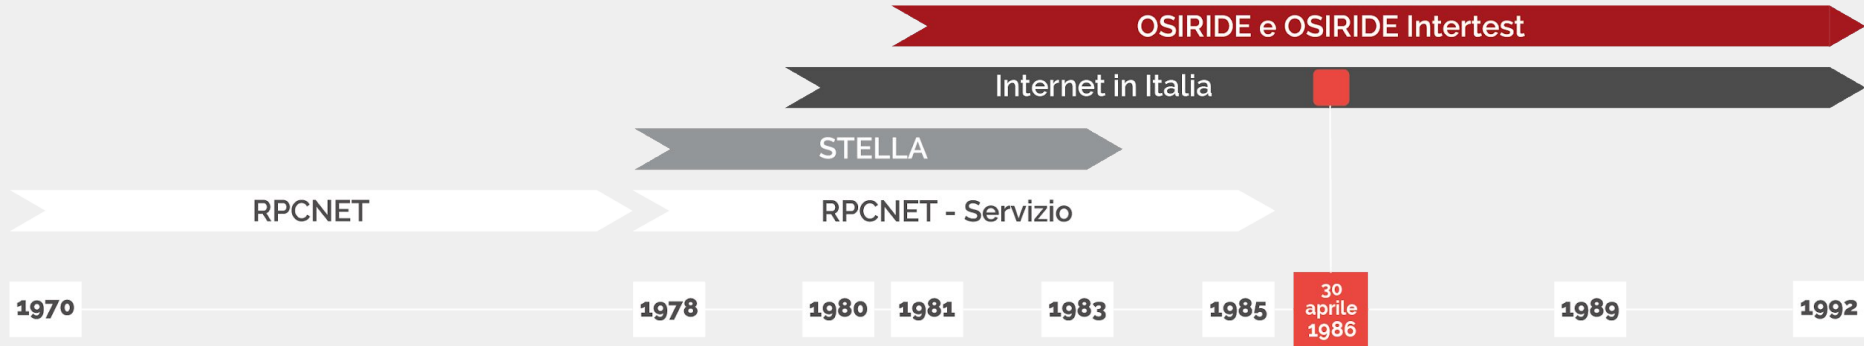 OSIRIDE e OSIRIDE Intertest
Internet in Italia
STELLA
RPCNET
RPCNET - Servizio
1970
1978
1980
1981
1983
1985
30
aprile
1986
1989
1992